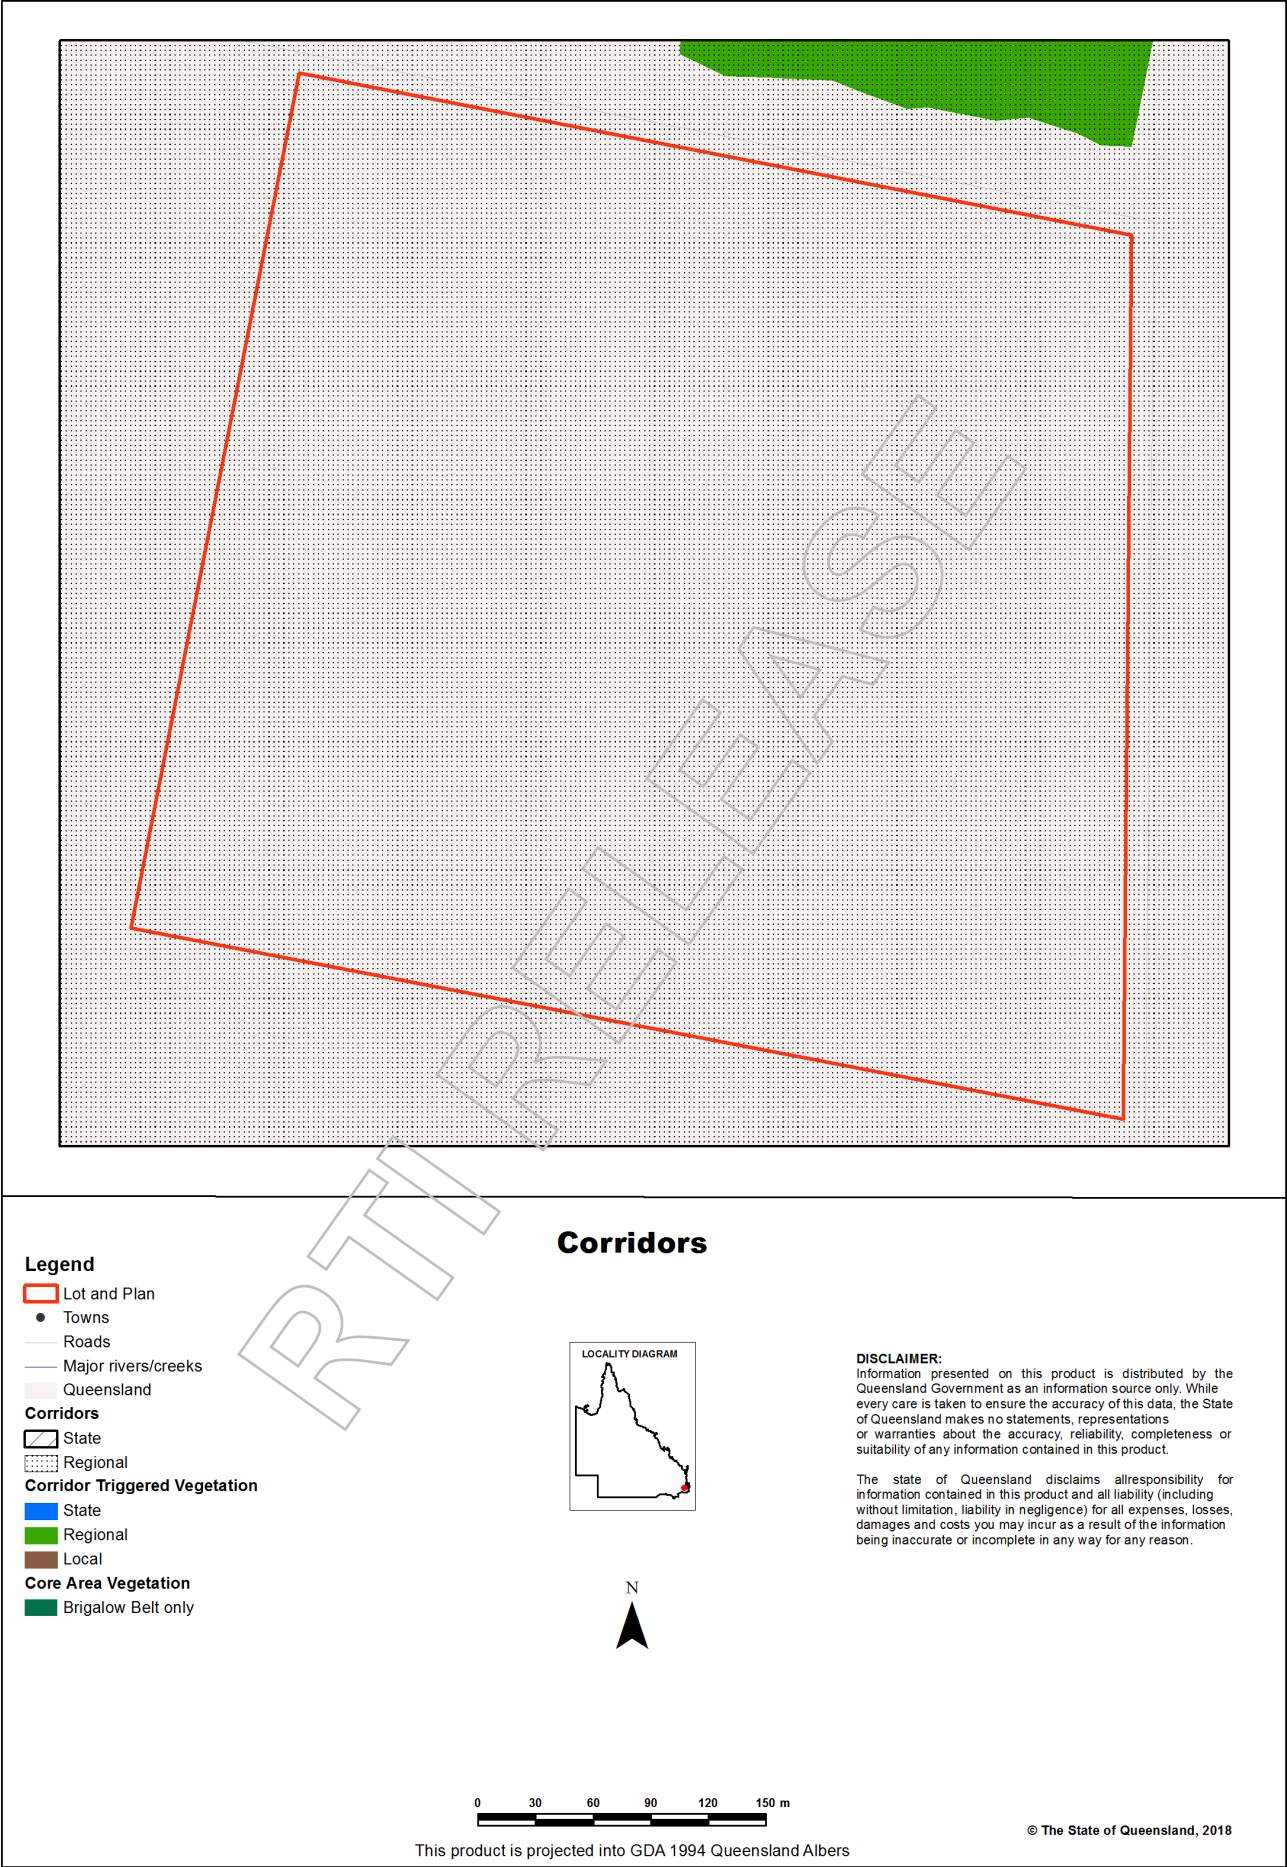 RTI RELEASE
Corridors
Legend
Lot and Plan
Towns
Roads
Major rivers/creeks
Queensland
Corridors
State
Regional
Corridor Triggered Vegetation
State
Regional
Local
Core Area Vegetation
Brigalow Belt only
LOCALITY DIAGRAM
N
DISCLAIMER:
Information presented on this product is distributed by the
Queensland Government as an information source only. While
every care is taken to ensure the accuracy of this data, the State
of Queensland makes no statements, representations
or warranties about the accuracy, reliability, completeness or
suitability of any information contained in this product.
The state of Queensland disclaims allresponsibility for
information contained in this product and all liability (including
without limitation, liability in negligence) for all expenses, losses,
damages and costs you may incur as a result of the information
being inaccurate or incomplete in any way for any reason.
0 30 60 90 120 150 m
This product is projected into GDA 1994 Queensland Albers
© The State of Queensland, 2018